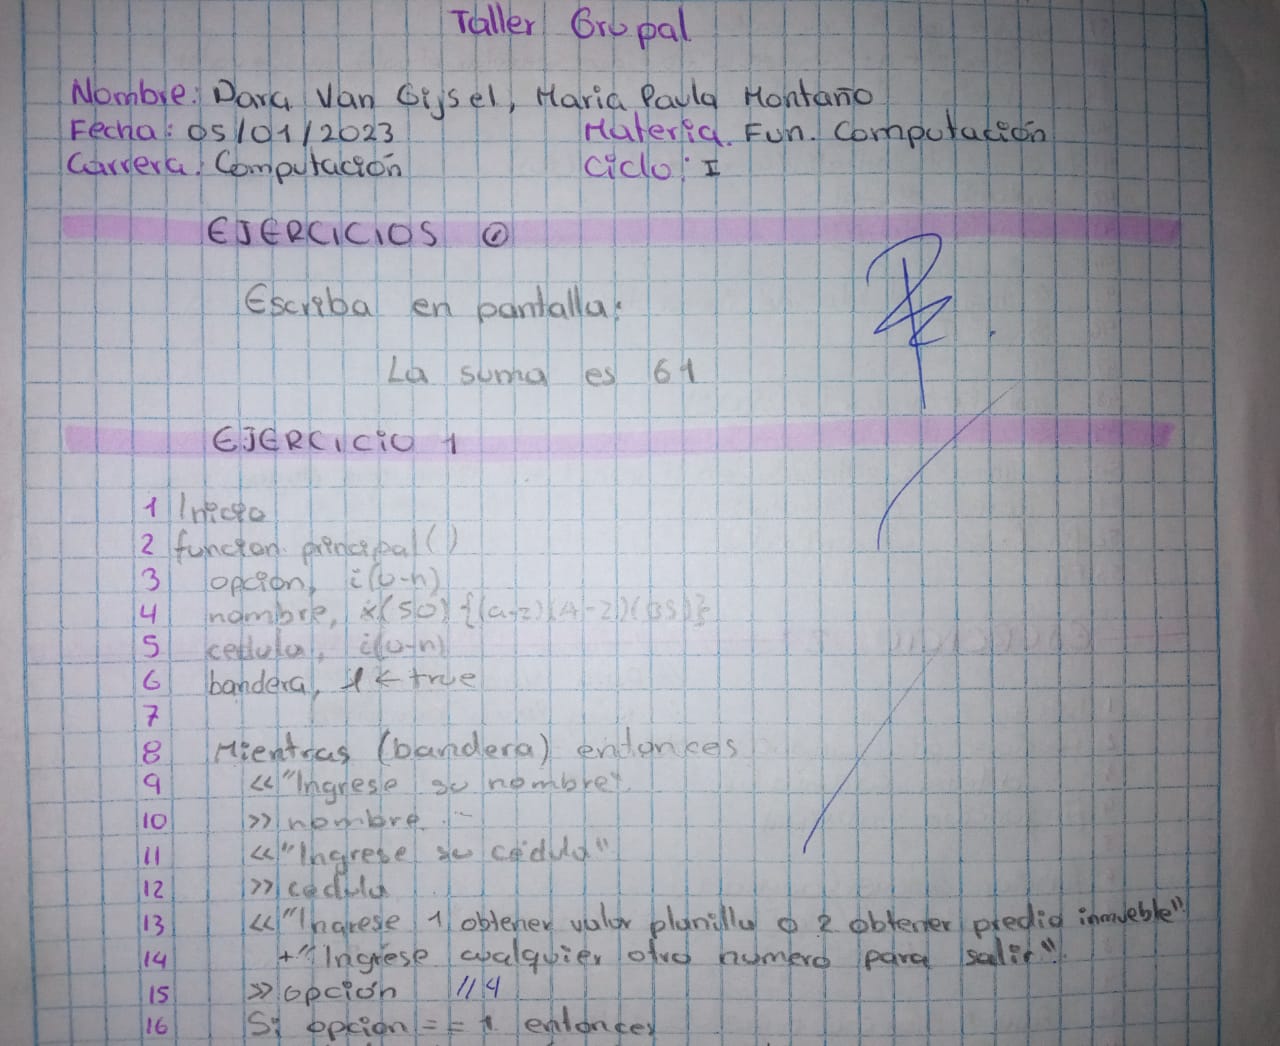 Taller Grupal
Nombre: Dara Van Gijsel, Maria Paula Montaño
Fecha: 05/01/2023 Materia. Fun. Computación
Carrera: Computación Ciclo: I
EJERCICIOS 0
Escriba en pantalla:
La suma es 61
EJERCICIO 1
1 Inicio
2 funcion principal()
3 opcion, i(0-n)
4 nombre, x(50){(a-z)(A-Z)(BS)}
5 cedula, i(0-n)
6 bandera, 1 ← true
7
8 Mientras (bandera) entonces
9 <<"Ingrese su nombre"
10 >> nombre
11 <<"Ingrese su cédula"
12 >> cedula
13 <<"Ingrese 1 obtener valor planilla o 2 obtener predio inmueble"
14 +"Ingrese cualquier otro numero para salir"
15 >> opción //4
16 Si opcion == 1 entonces